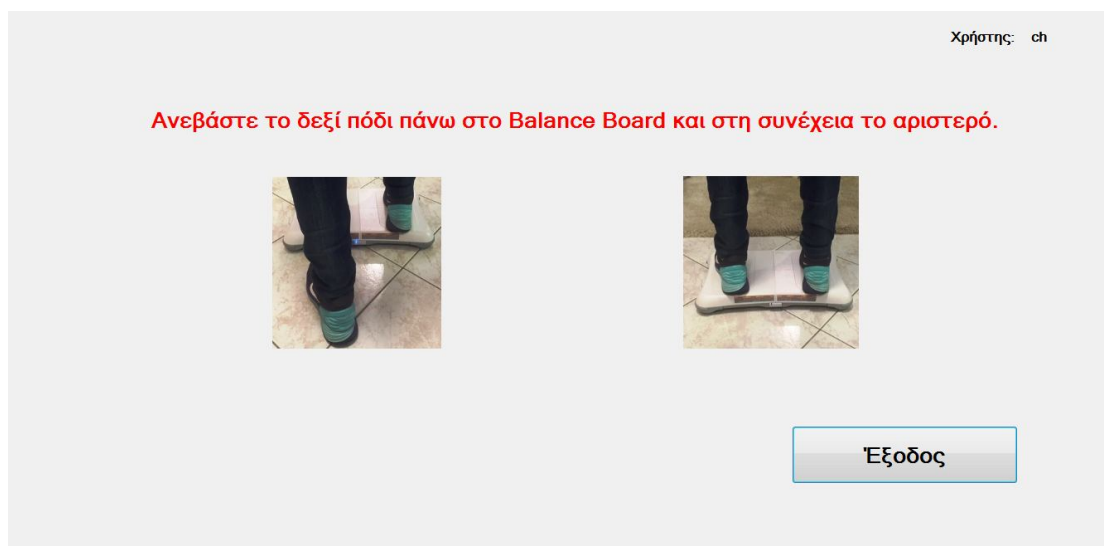 Χρήστης: ch
Ανεβάστε το δεξί πόδι πάνω στο Balance Board και στη συνέχεια το αριστερό.
Έξοδος